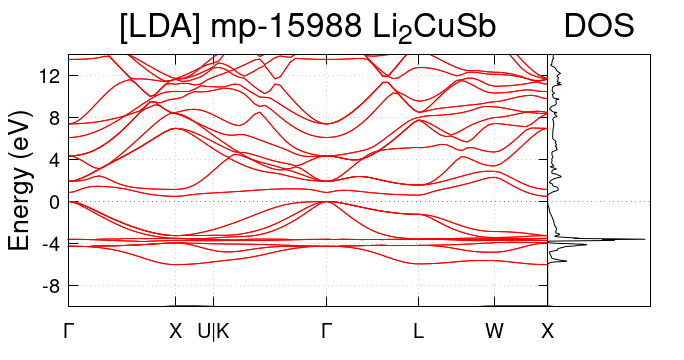 [LDA] mp-15988 Li₂CuSb DOS
Energy (eV)
12
8
4
0
-4
-8
Γ X U|K Γ L W X